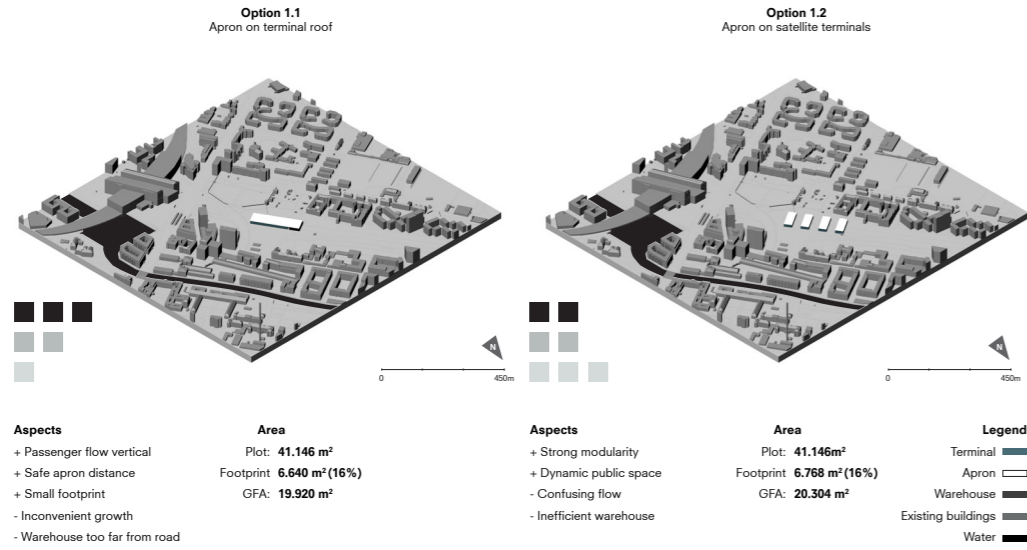 Option 1.1
Apron on terminal roof
Option 1.2
Apron on satellite terminals
N
0
450m
N
0
450m
Aspects
+ Passenger flow vertical
+ Safe apron distance
+ Small footprint
- Inconvenient growth
- Warehouse too far from road
Area
Plot: 41.146 m²
Footprint 6.640 m² (16%)
GFA: 19.920 m²
Aspects
+ Strong modularity
+ Dynamic public space
- Confusing flow
- Inefficient warehouse
Area
Plot: 41.146m²
Footprint 6.768 m² (16%)
GFA: 20.304 m²
Legend
Terminal
Apron
Warehouse
Existing buildings
Water